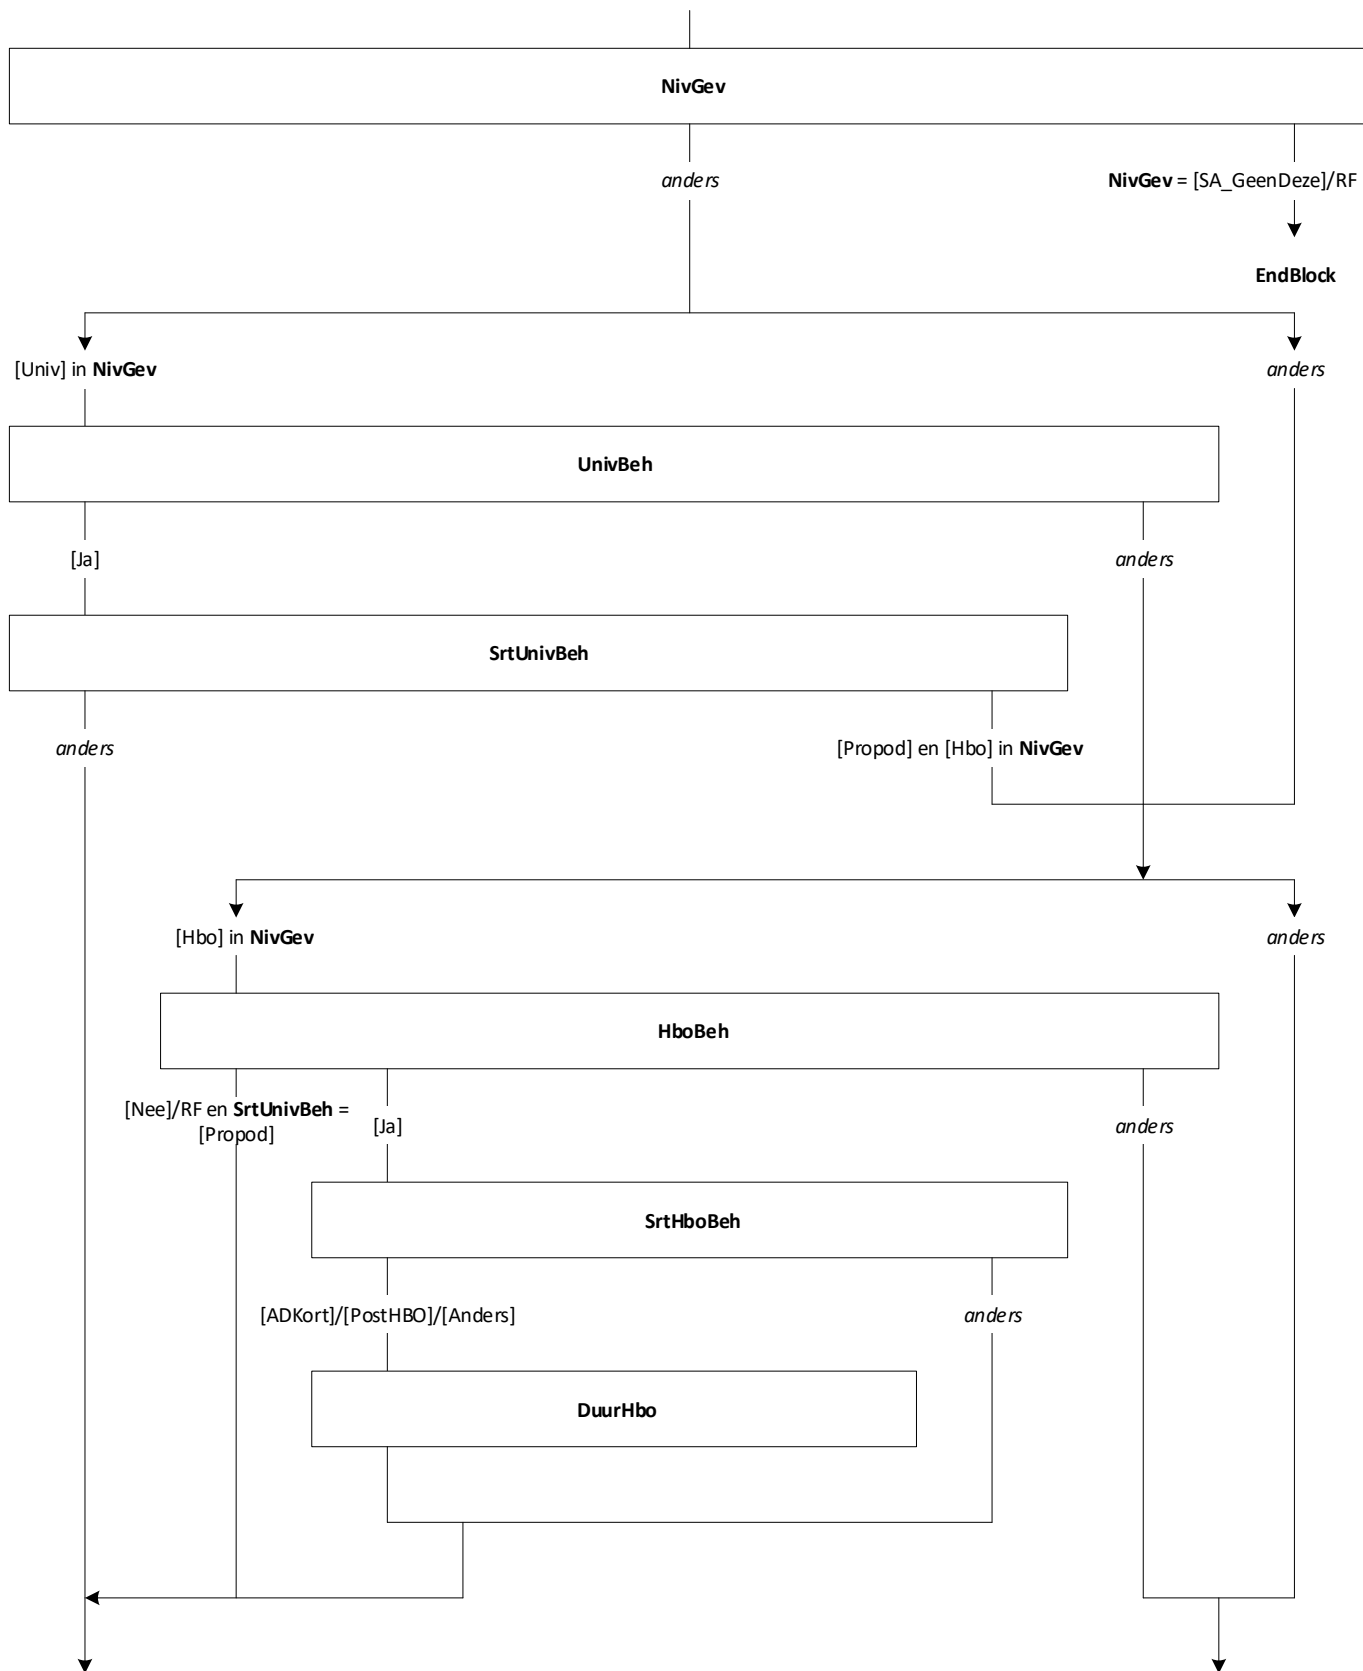 NivGev
anders
NivGev = [SA_GeenDeze]/RF
EndBlock
[Univ] in NivGev
anders
UnivBeh
[Ja]
anders
SrtUnivBeh
anders
[Propod] en [Hbo] in NivGev
[Hbo] in NivGev
anders
HboBeh
[Nee]/RF en SrtUnivBeh =
[Propod]
[Ja]
anders
SrtHboBeh
[ADKort]/[PostHBO]/[Anders]
anders
DuurHbo